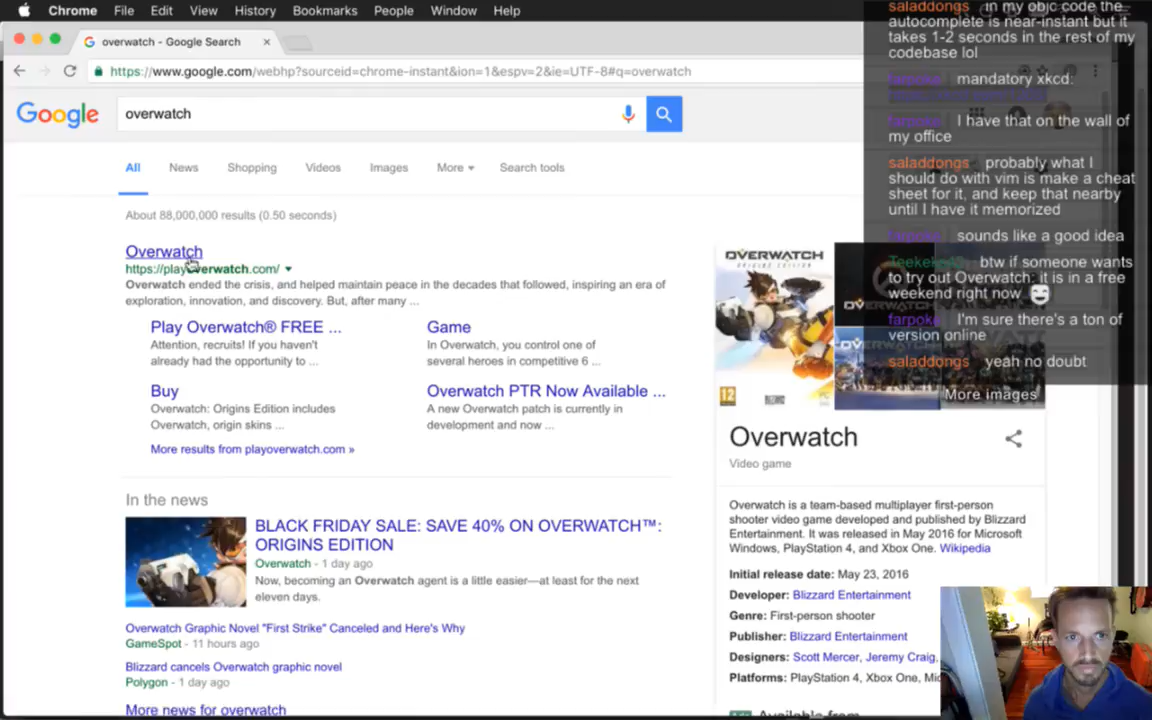 Chrome File Edit View History Bookmarks People Window Help
overwatch - Google Search
https://www.google.com/webhp?sourceid=chrome-instant&ion=1&espv=2&ie=UTF-8#q=overwatch
Google
overwatch
All News Shopping Videos Images More Search tools
About 88,000,000 results (0.50 seconds)
Overwatch
https://playoverwatch.com/
Overwatch ended the crisis, and helped maintain peace in the decades that followed, inspiring an era of
exploration, innovation, and discovery. But, after many ...
Play Overwatch® FREE ...
Attention, recruits! If you haven't
already had the opportunity to ...
Game
In Overwatch, you control one of
several heroes in competitive 6 ...
Buy
Overwatch: Origins Edition includes
Overwatch, origin skins ...
Overwatch PTR Now Available ...
A new Overwatch patch is currently in
development and now ...
More results from playoverwatch.com »
In the news
BLACK FRIDAY SALE: SAVE 40% ON OVERWATCH™:
ORIGINS EDITION
Overwatch - 1 day ago
Now, becoming an Overwatch agent is a little easier—at least for the next
eleven days.
Overwatch Graphic Novel "First Strike" Canceled and Here's Why
GameSpot - 11 hours ago
Blizzard cancels Overwatch graphic novel
Polygon - 1 day ago
More news for overwatch
OVERWATCH
12
More images
Overwatch
Video game
Overwatch is a team-based multiplayer first-person
shooter video game developed and published by Blizzard
Entertainment. It was released in May 2016 for Microsoft
Windows, PlayStation 4, and Xbox One. Wikipedia
Initial release date: May 23, 2016
Developer: Blizzard Entertainment
Genre: First-person shooter
Publisher: Blizzard Entertainment
Designers: Scott Mercer, Jeremy Craig,
Platforms: PlayStation 4, Xbox One,
Available from
saladdongs in my objc code the
autocomplete is near-instant but it
takes 1-2 seconds in the rest of my
codebase lol
farpoke mandatory xkcd:
farpoke I have that on the wall of
my office
saladdongs probably what I
should do with vim is make a cheat
sheet for it, and keep that nearby
until I have it memorized
farpoke sounds like a good idea
btw if someone wants
to try out Overwatch: it is in a free
weekend right now
farpoke I'm sure there's a ton of
version online
saladdongs yeah no doubt